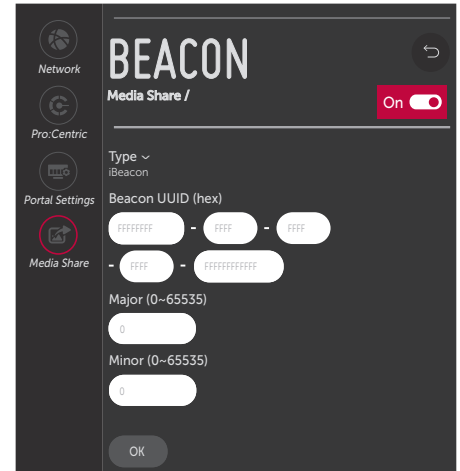 Network
Pro:Centric
Portal Settings
Media Share
BEACON
Media Share /
On
Type
iBeacon
Beacon UUID (hex)
FFFFFFFF - FFFF - FFFF
- FFFF - FFFFFFFFFFFF
Major (0~65535)
0
Minor (0~65535)
0
OK